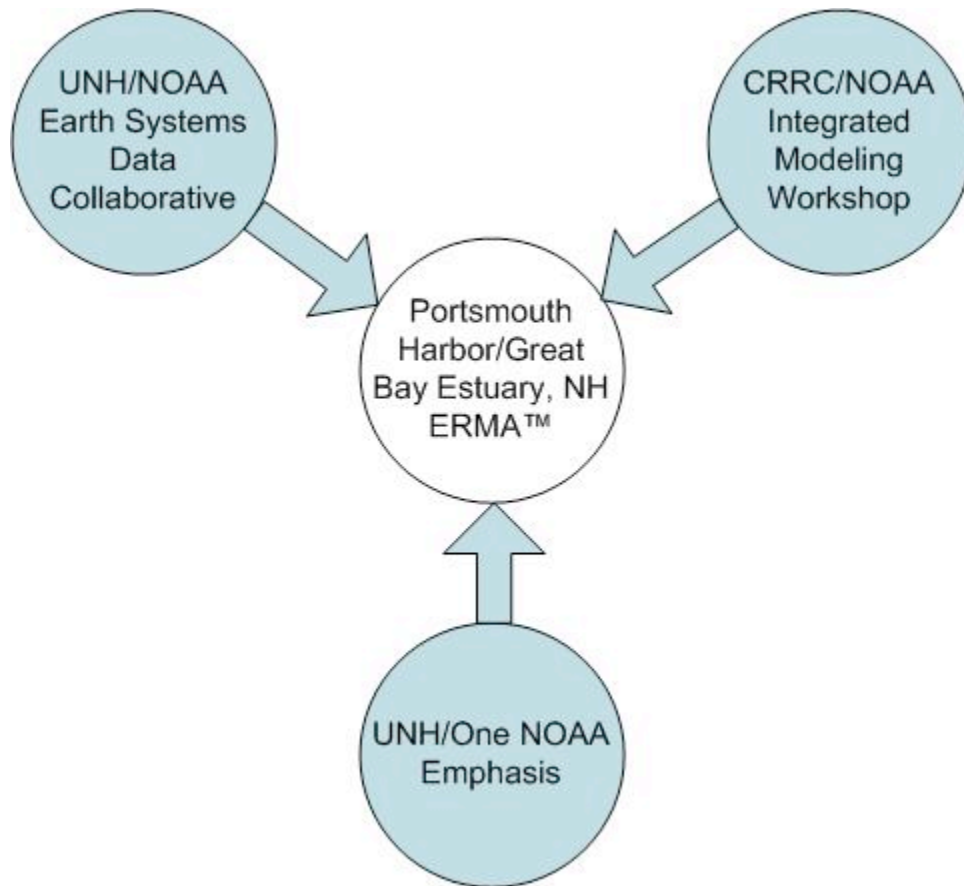 UNH/NOAA
Earth Systems
Data
Collaborative
CRRC/NOAA
Integrated
Modeling
Workshop
Portsmouth
Harbor/Great
Bay Estuary, NH
ERMA™
UNH/One NOAA
Emphasis